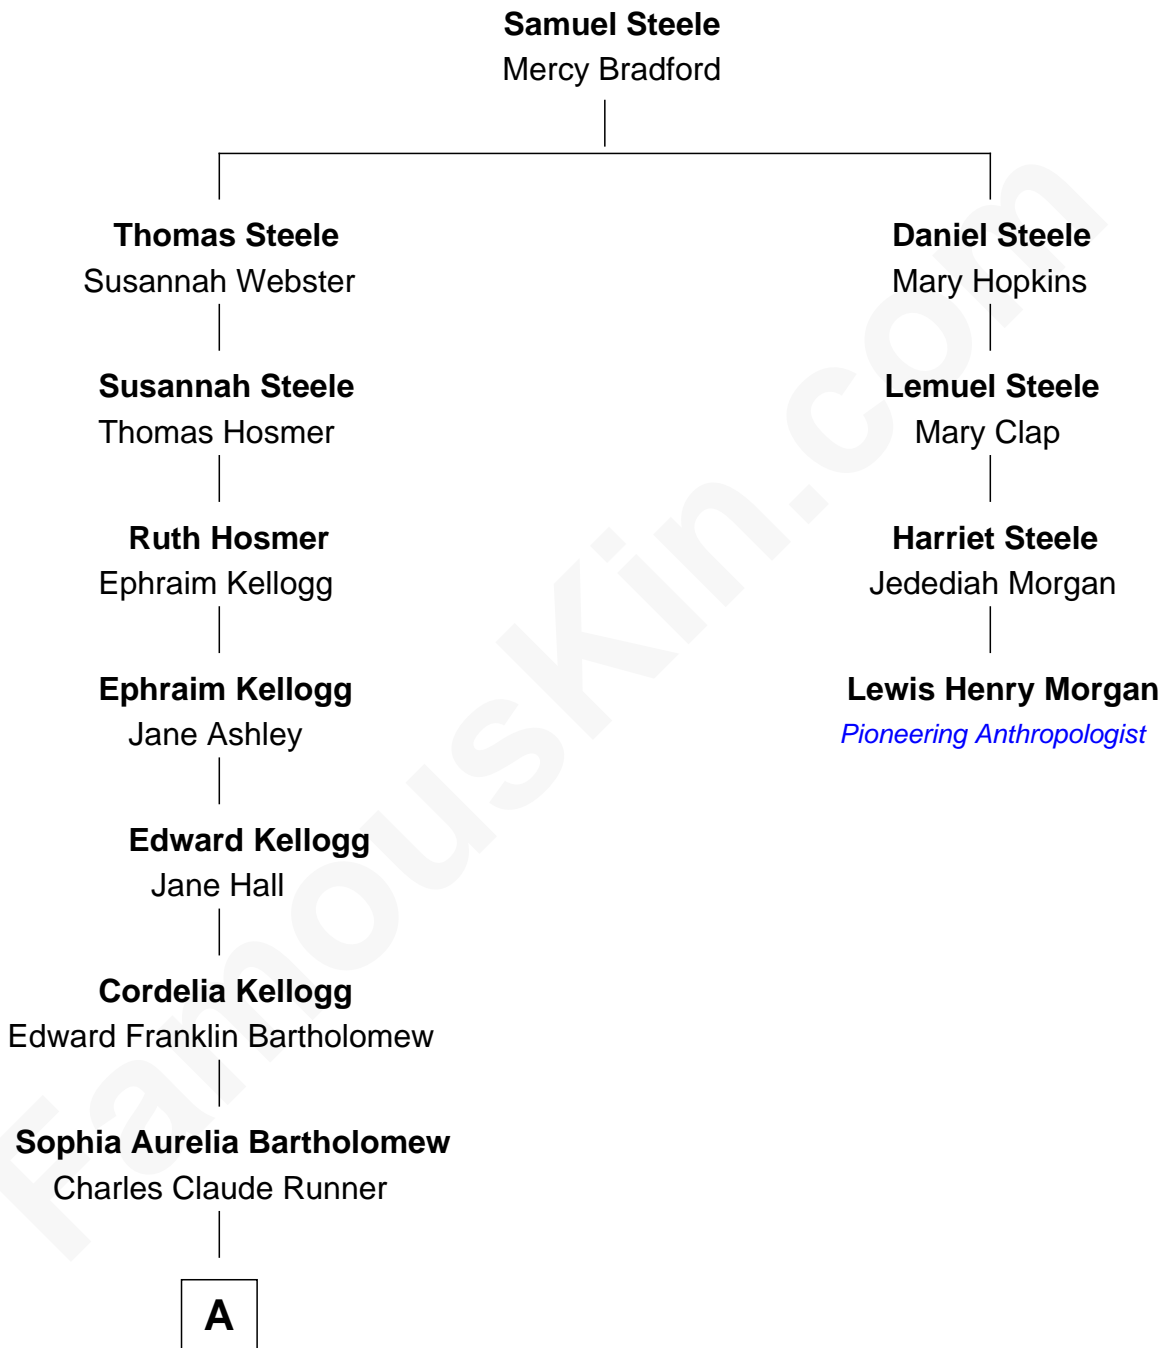 Samuel Steele
Mercy Bradford
Thomas Steele
Susannah Webster
Daniel Steele
Mary Hopkins
Susannah Steele
Thomas Hosmer
Lemuel Steele
Mary Clap
Ruth Hosmer
Ephraim Kellogg
Harriet Steele
Jedediah Morgan
Ephraim Kellogg
Jane Ashley
Lewis Henry Morgan
Pioneering Anthropologist
Edward Kellogg
Jane Hall
Cordelia Kellogg
Edward Franklin Bartholomew
Sophia Aurelia Bartholomew
Charles Claude Runner
A
FamousKin.com